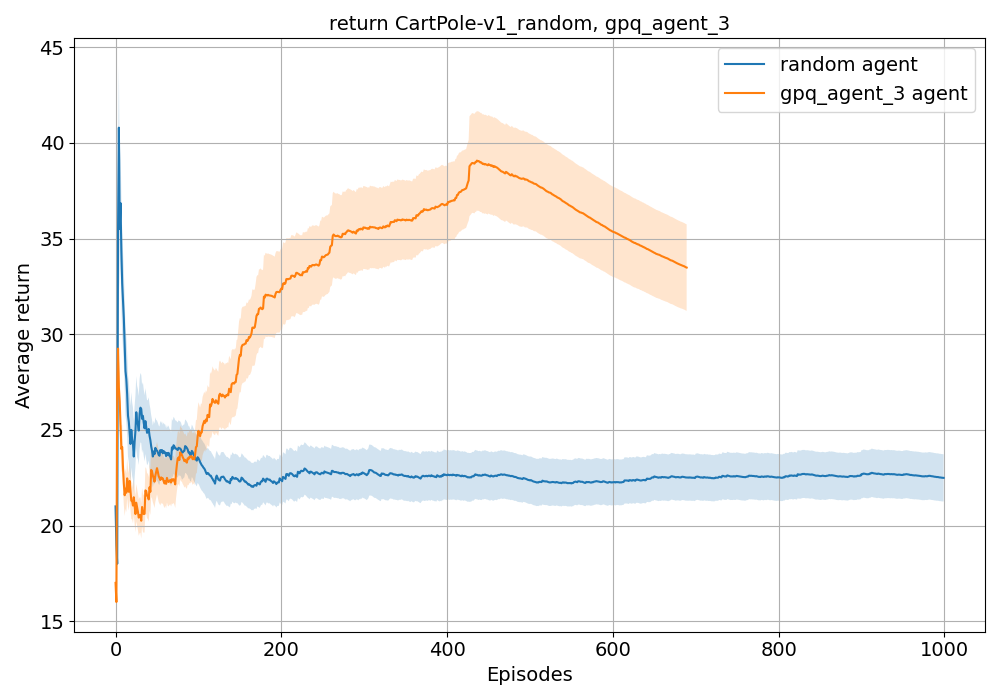 return CartPole-v1_random, gpq_agent_3
random agent
gpq_agent_3 agent
Average return
45
40
35
30
25
20
15
0 200 400 600 800 1000
Episodes